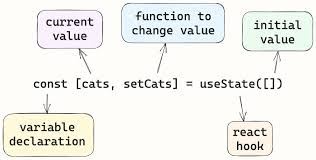 current
value
function to
change value
initial
value
const [cats, setCats] = useState([])
variable
declaration
react
hook